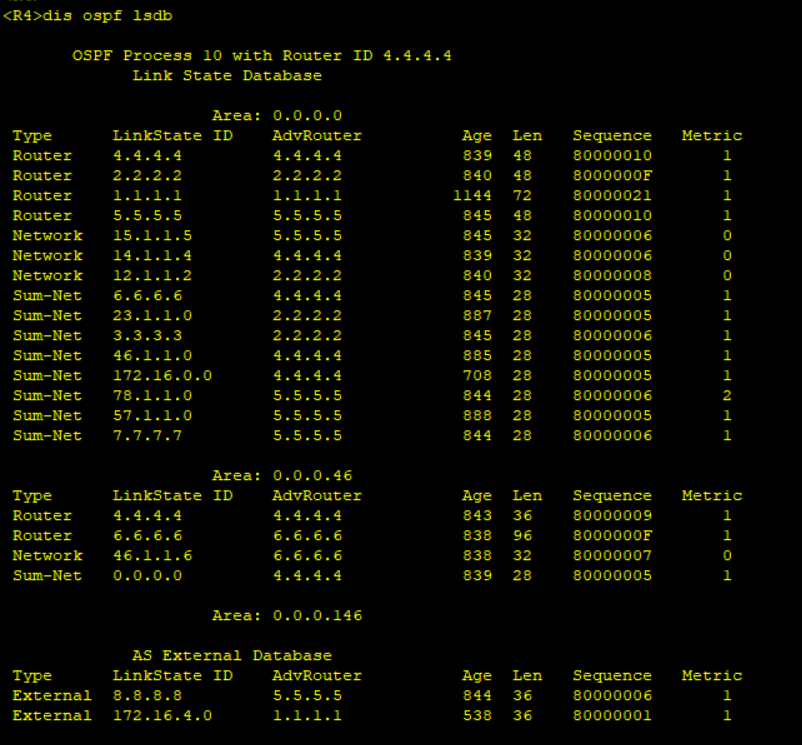 <R4>dis ospf lsdb
OSPF Process 10 with Router ID 4.4.4.4
Link State Database
Area: 0.0.0.0
Type LinkState ID AdvRouter Age Len Sequence Metric
Router 4.4.4.4 4.4.4.4 839 48 80000010 1
Router 2.2.2.2 2.2.2.2 840 48 8000000F 1
Router 1.1.1.1 1.1.1.1 1144 72 80000021 1
Router 5.5.5.5 5.5.5.5 845 48 80000010 1
Network 15.1.1.5 5.5.5.5 845 32 80000006 0
Network 14.1.1.4 4.4.4.4 839 32 80000006 0
Network 12.1.1.2 2.2.2.2 840 32 80000008 0
Sum-Net 6.6.6.6 4.4.4.4 845 28 80000005 1
Sum-Net 23.1.1.0 2.2.2.2 887 28 80000005 1
Sum-Net 3.3.3.3 2.2.2.2 845 28 80000006 1
Sum-Net 46.1.1.0 4.4.4.4 885 28 80000005 1
Sum-Net 172.16.0.0 4.4.4.4 708 28 80000005 1
Sum-Net 78.1.1.0 5.5.5.5 844 28 80000006 2
Sum-Net 57.1.1.0 5.5.5.5 888 28 80000005 1
Sum-Net 7.7.7.7 5.5.5.5 844 28 80000006 1
Area: 0.0.0.46
Type LinkState ID AdvRouter Age Len Sequence Metric
Router 4.4.4.4 4.4.4.4 843 36 80000009 1
Router 6.6.6.6 6.6.6.6 838 96 8000000F 1
Network 46.1.1.6 6.6.6.6 838 32 80000007 0
Sum-Net 0.0.0.0 4.4.4.4 839 28 80000005 1
Area: 0.0.0.146
AS External Database
Type LinkState ID AdvRouter Age Len Sequence Metric
External 8.8.8.8 5.5.5.5 844 36 80000006 1
External 172.16.4.0 1.1.1.1 538 36 80000001 1